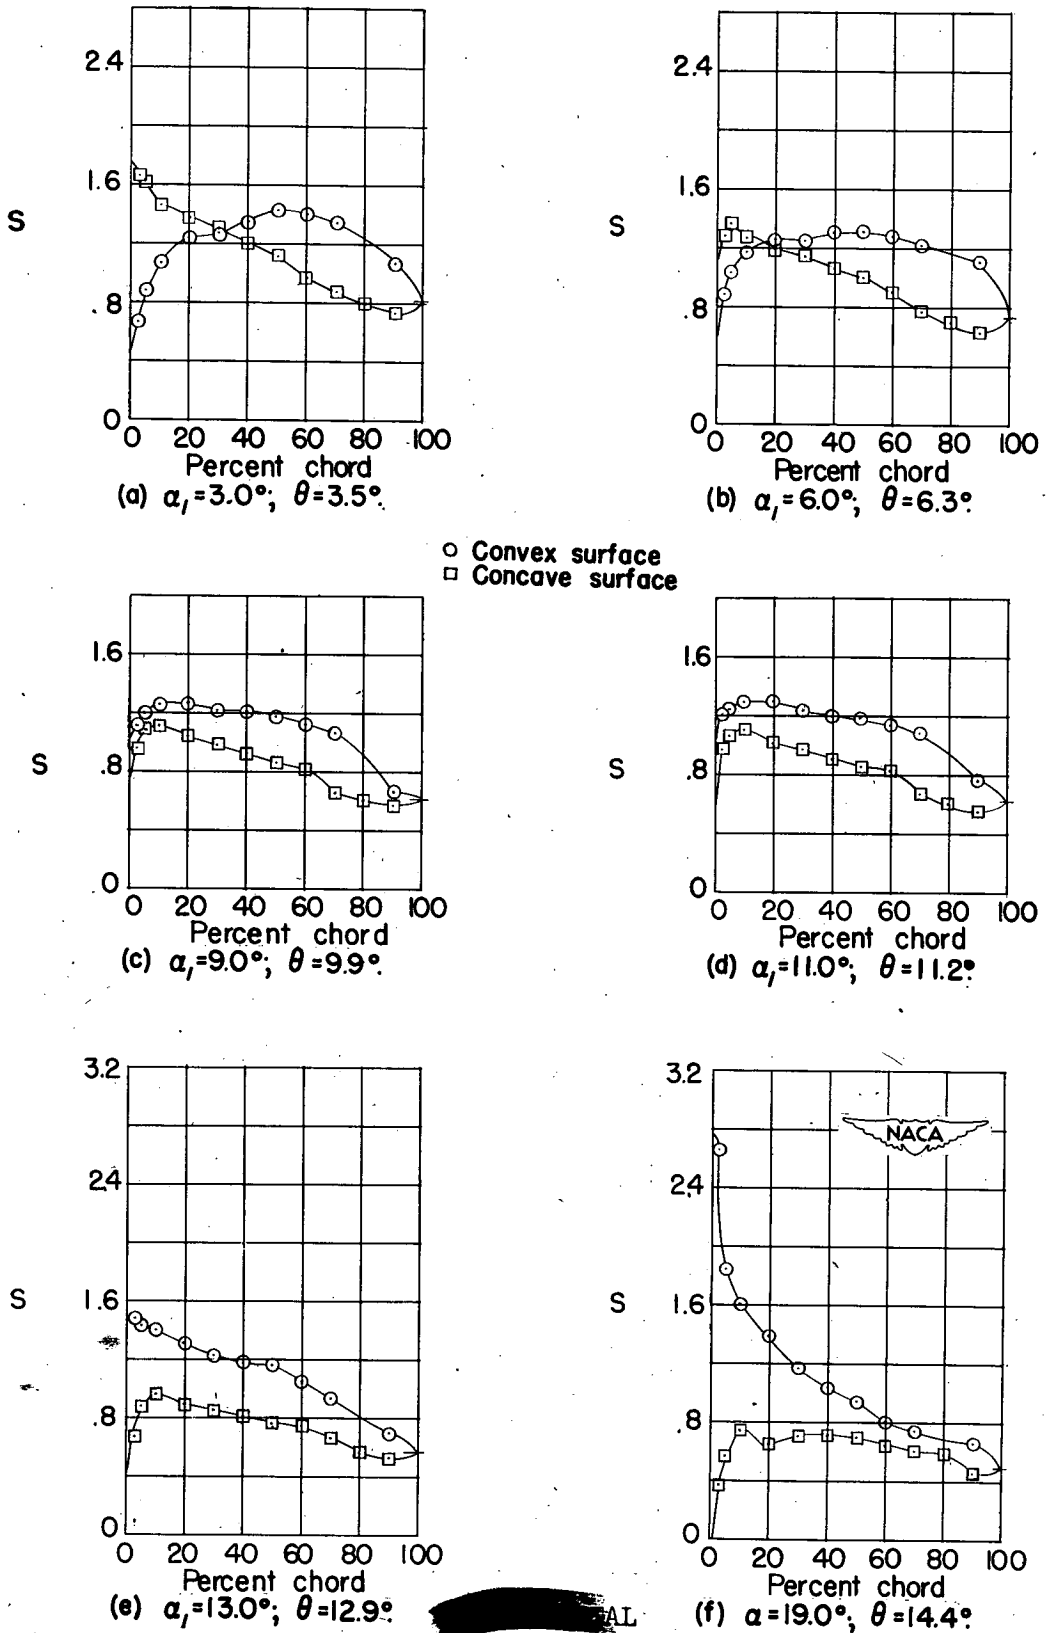 2.4
1.6
S
.8
0
0 20 40 60 80 100
Percent chord
(a) α₁=3.0°; θ=3.5°.
2.4
1.6
S
.8
0
0 20 40 60 80 100
Percent chord
(b) α₁=6.0°; θ=6.3°.
○ Convex surface
□ Concave surface
1.6
S
.8
0
0 20 40 60 80 100
Percent chord
(c) α₁=9.0°; θ=9.9°.
1.6
S
.8
0
0 20 40 60 80 100
Percent chord
(d) α₁=11.0°; θ=11.2°.
3.2
2.4
1.6
S
.8
0
0 20 40 60 80 100
Percent chord
(e) α₁=13.0°; θ=12.9°.
3.2
NACA
2.4
1.6
S
.8
0
0 20 40 60 80 100
Percent chord
(f) α=19.0°; θ=14.4°.
AL